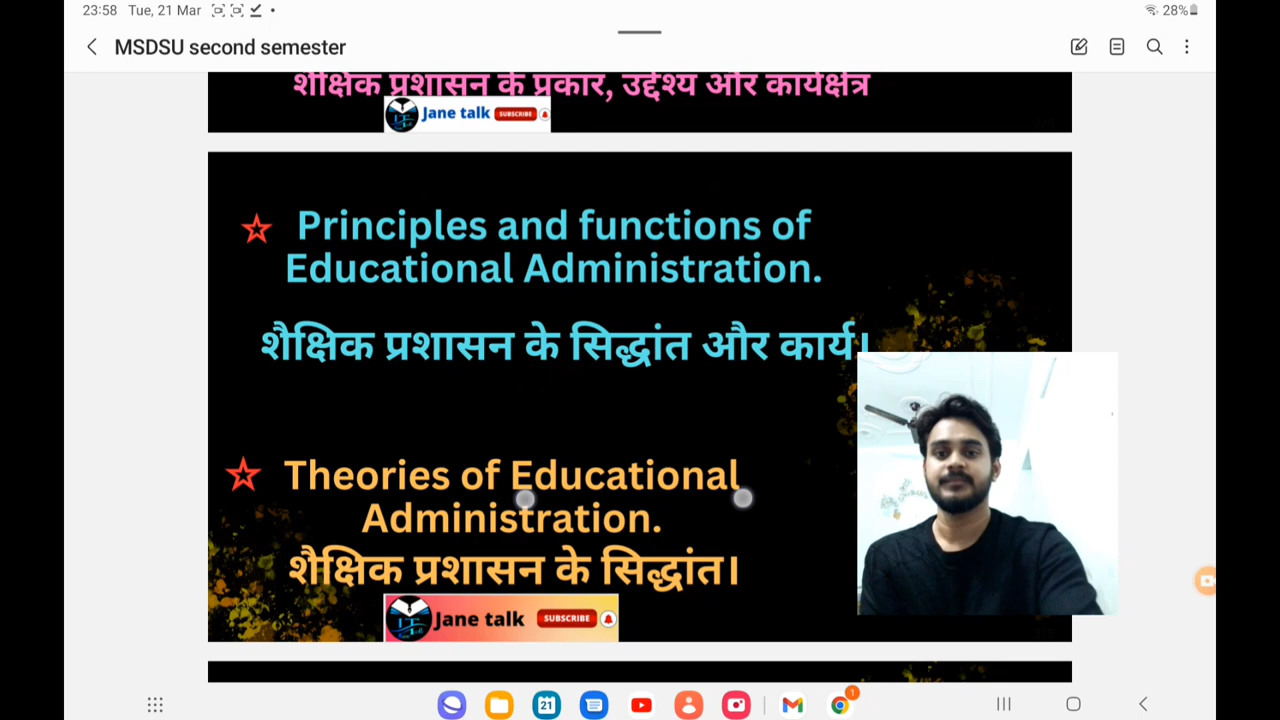 23:58 Tue, 21 Mar
28%
MSDSU second semester
शैक्षिक प्रशासन के प्रकार, उद्देश्य और कार्यक्षेत्र
Jane talk SUBSCRIBE
Principles and functions of
Educational Administration.
शैक्षिक प्रशासन के सिद्धांत और कार्य।
Theories of Educational
Administration.
शैक्षिक प्रशासन के सिद्धांत।
Jane talk SUBSCRIBE
21
1